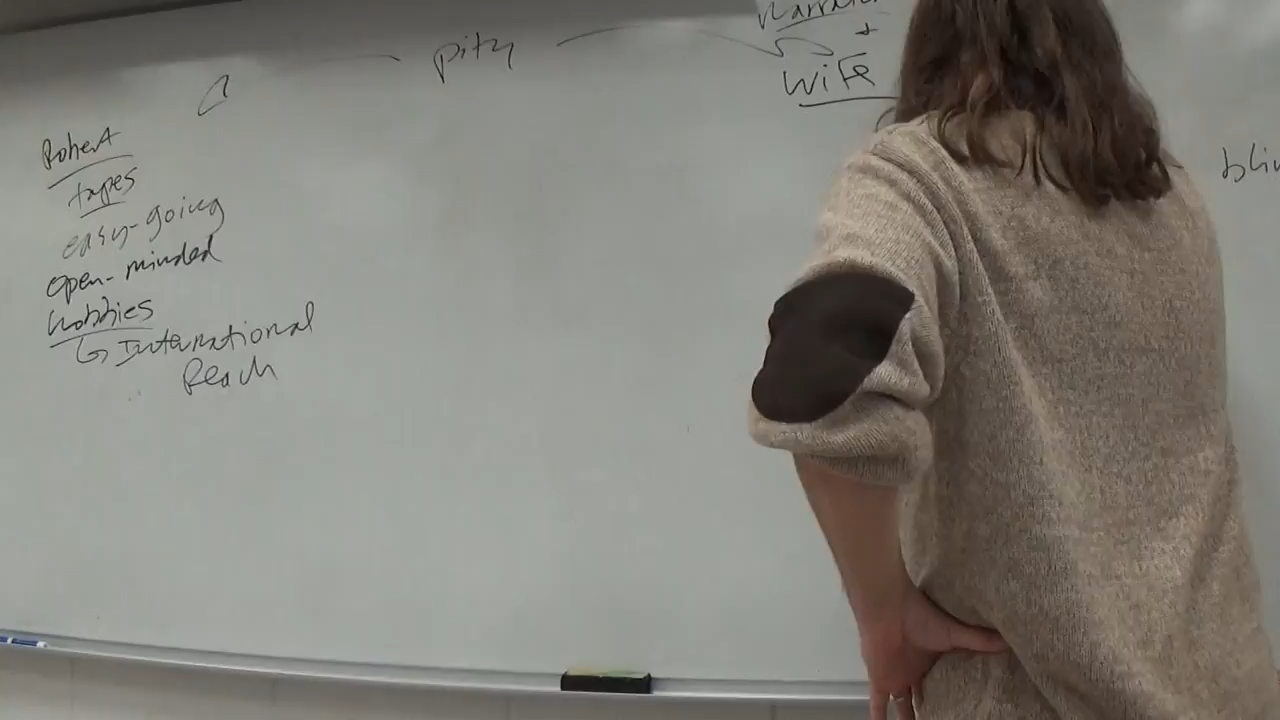 pity
wife
Robert
tapes
easy-going
open-minded
hobbies
International
Reach